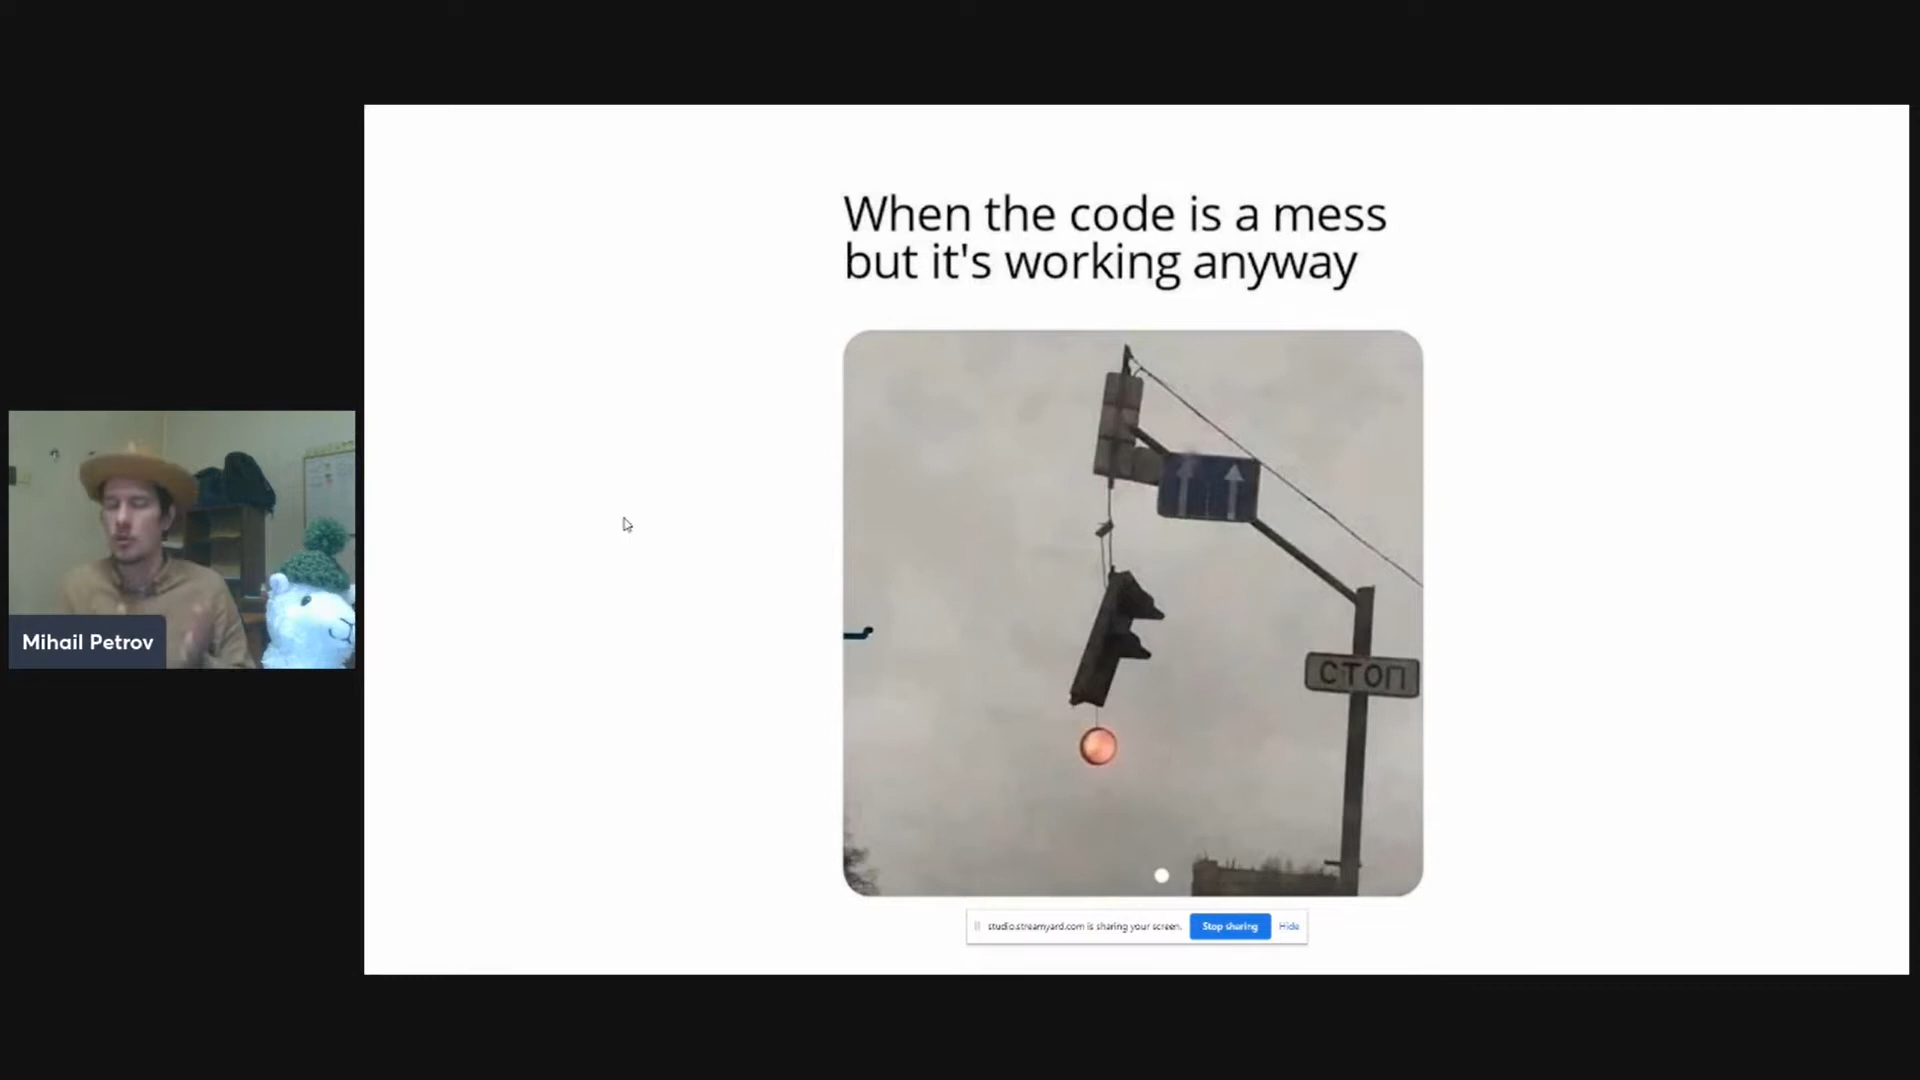 When the code is a mess
but it's working anyway
СТОП
Mihail Petrov
studio.streamyard.com is sharing your screen.
Stop sharing
Hide